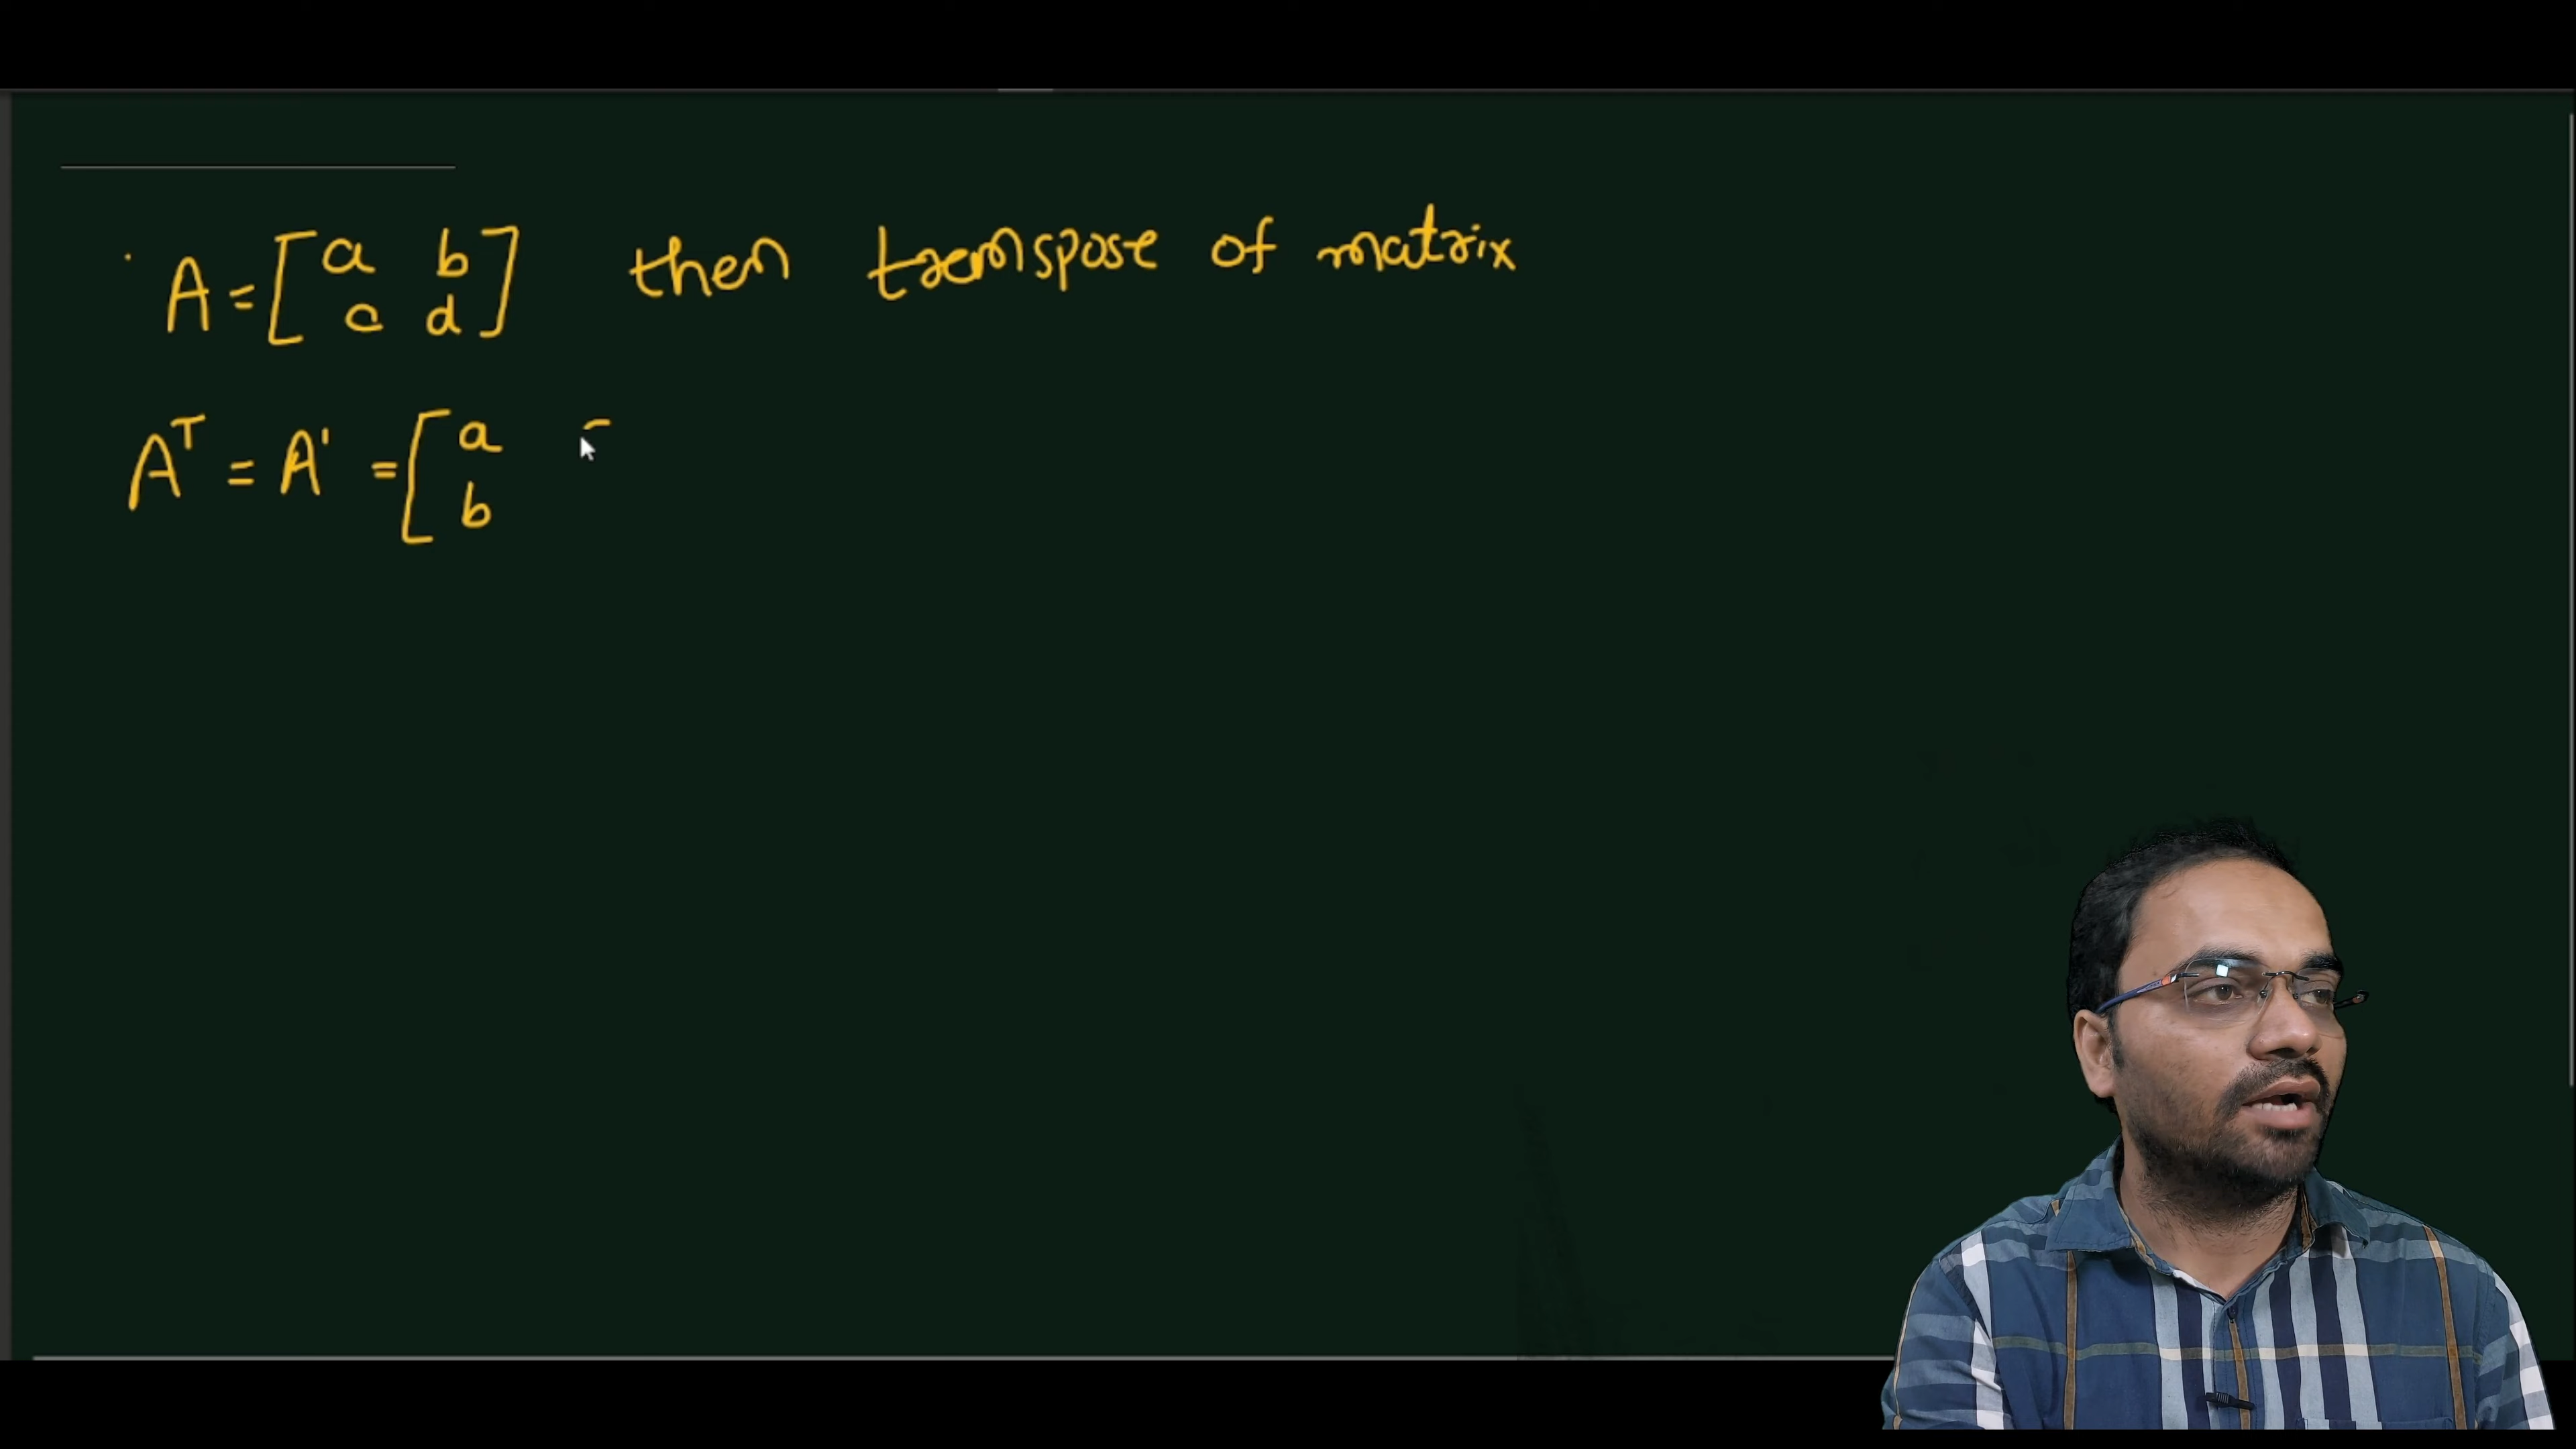 A = [a b] then transpose of matrix
[c d]
A^T = A' = [a
b